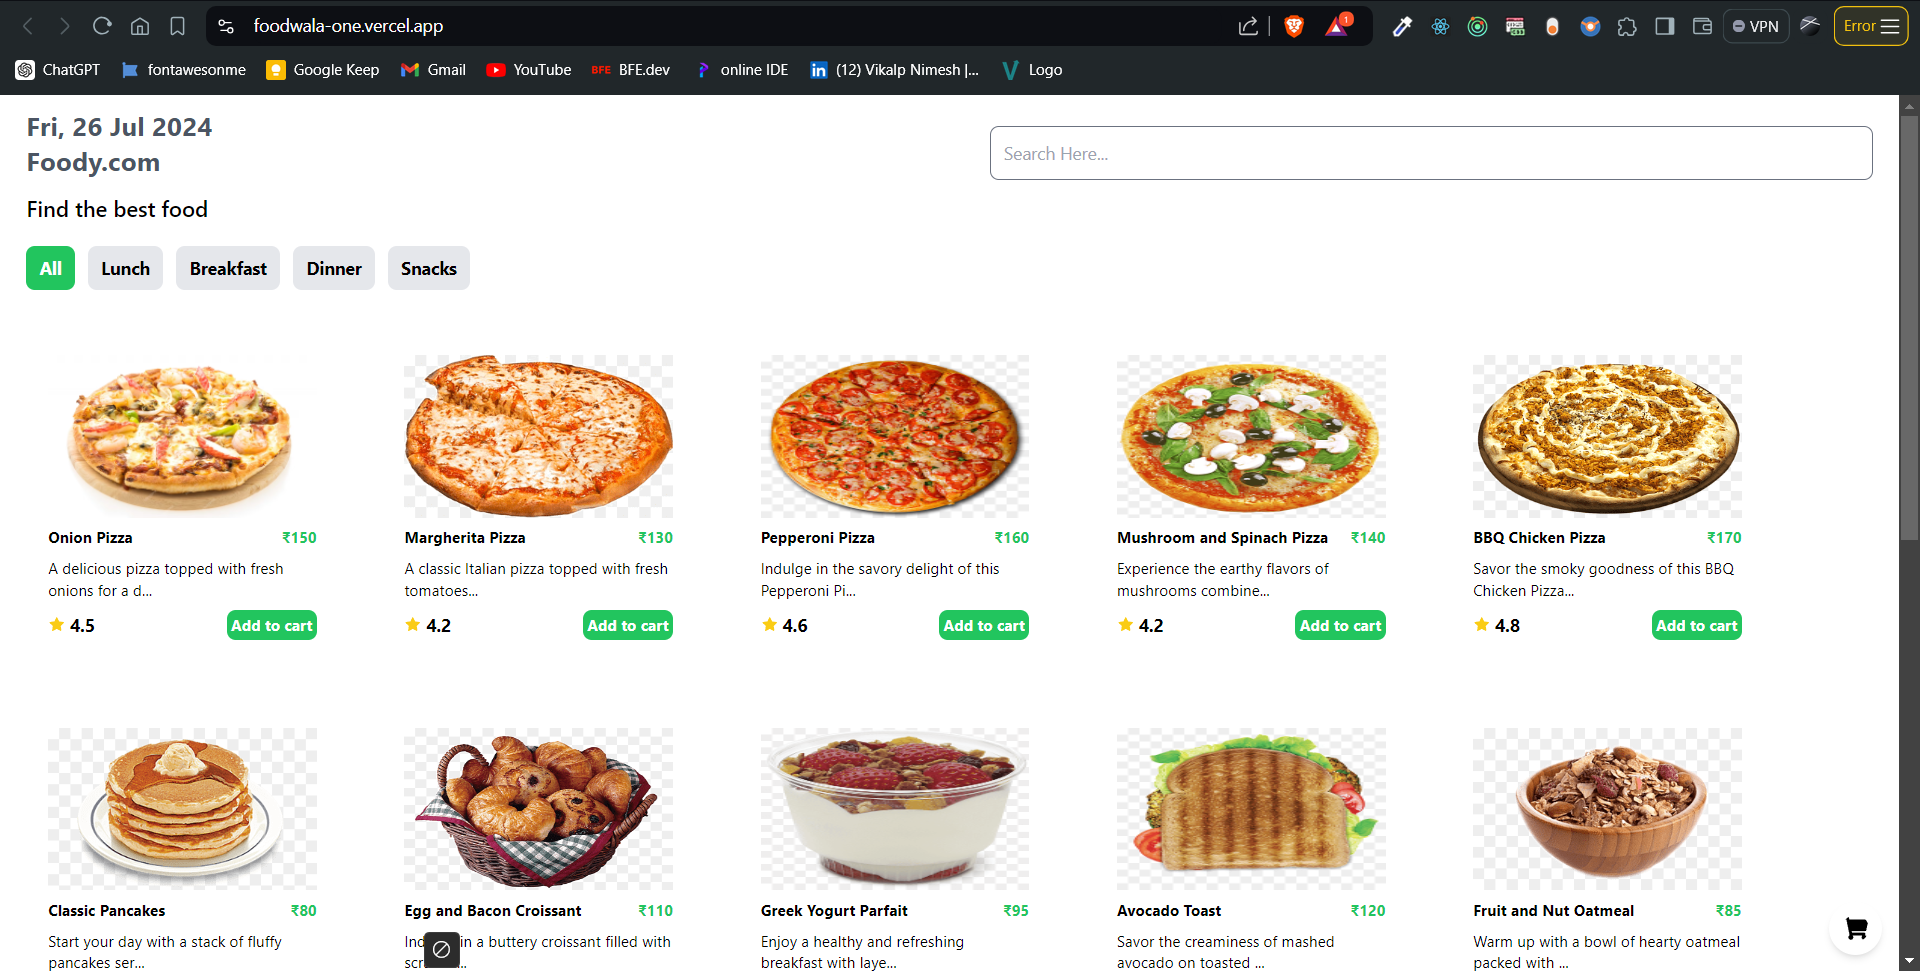 foodwala-one.vercel.app
1
VPN
Error
ChatGPT
fontawesonme
Google Keep
Gmail
YouTube
BFE BFE.dev
online IDE
in (12) Vikalp Nimesh |...
Logo
Fri, 26 Jul 2024
Foody.com
Search Here...
Find the best food
All
Lunch
Breakfast
Dinner
Snacks
Onion Pizza ₹150
A delicious pizza topped with fresh
onions for a d...
4.5 Add to cart
Margherita Pizza ₹130
A classic Italian pizza topped with fresh
tomatoes...
4.2 Add to cart
Pepperoni Pizza ₹160
Indulge in the savory delight of this
Pepperoni Pi...
4.6 Add to cart
Mushroom and Spinach Pizza ₹140
Experience the earthy flavors of
mushrooms combine...
4.2 Add to cart
BBQ Chicken Pizza ₹170
Savor the smoky goodness of this BBQ
Chicken Pizza...
4.8 Add to cart
Classic Pancakes ₹80
Start your day with a stack of fluffy
pancakes ser...
Egg and Bacon Croissant ₹110
in a buttery croissant filled with
Greek Yogurt Parfait ₹95
Enjoy a healthy and refreshing
breakfast with laye...
Avocado Toast ₹120
Savor the creaminess of mashed
avocado on toasted ...
Fruit and Nut Oatmeal ₹85
Warm up with a bowl of hearty oatmeal
packed with ...